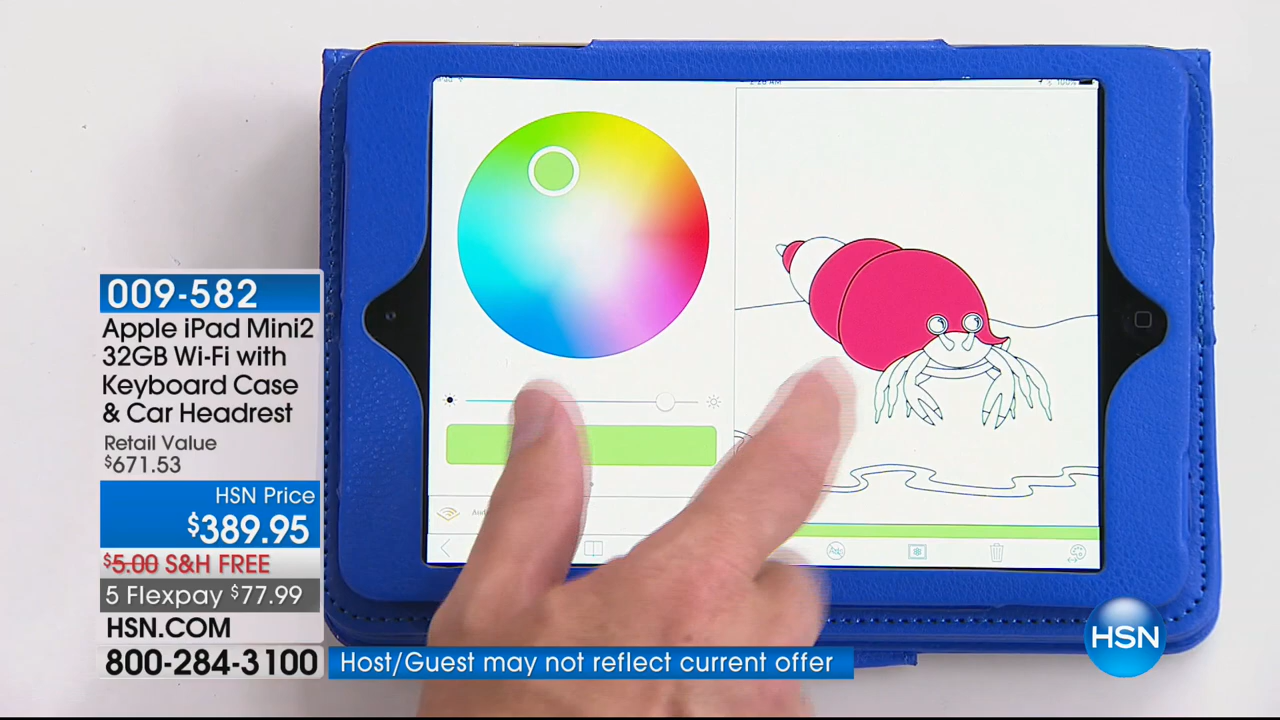 100%
009-582
Apple iPad Mini2
32GB Wi-Fi with
Keyboard Case
& Car Headrest
Retail Value
$671.53
HSN Price
$389.95
$5.00 S&H FREE
5 Flexpay $77.99
HSN.COM
800-284-3100
Host/Guest may not reflect current offer
HSN